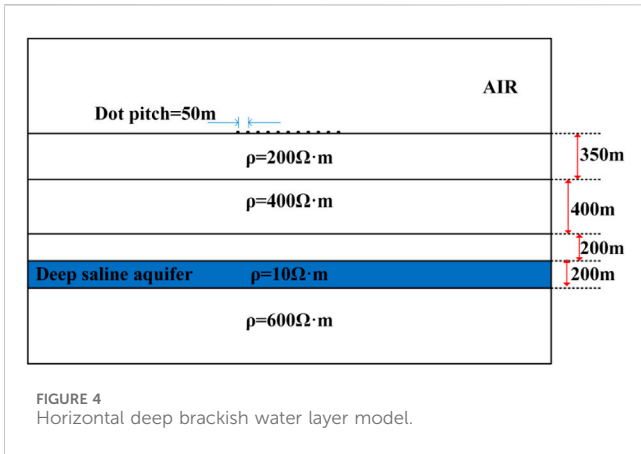 AIR
Dot pitch=50m
ρ=200Ω·m
350m
ρ=400Ω·m
400m
200m
Deep saline aquifer ρ=10Ω·m
200m
ρ=600Ω·m
FIGURE 4
Horizontal deep brackish water layer model.